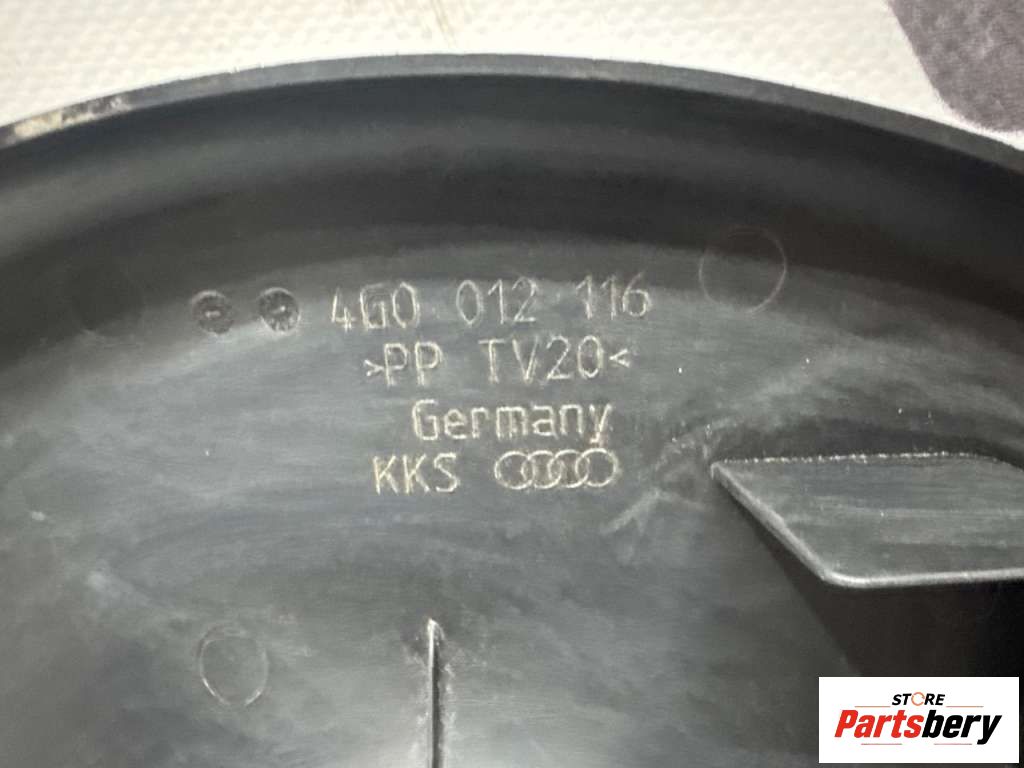 4G0 012 116
>PP TV20<
Germany
KKS
STORE
Partsbery